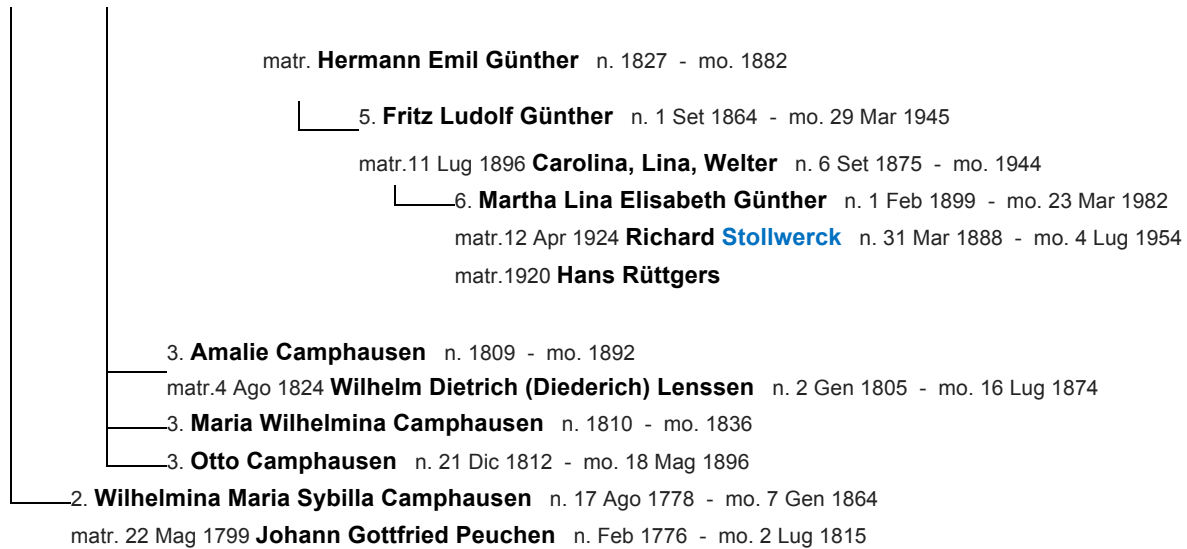 matr. Hermann Emil Günther n. 1827 - mo. 1882
5. Fritz Ludolf Günther n. 1 Set 1864 - mo. 29 Mar 1945
matr.11 Lug 1896 Carolina, Lina, Welter n. 6 Set 1875 - mo. 1944
6. Martha Lina Elisabeth Günther n. 1 Feb 1899 - mo. 23 Mar 1982
matr.12 Apr 1924 Richard Stollwerck n. 31 Mar 1888 - mo. 4 Lug 1954
matr.1920 Hans Rüttgers
3. Amalie Camphausen n. 1809 - mo. 1892
matr.4 Ago 1824 Wilhelm Dietrich (Diederich) Lenssen n. 2 Gen 1805 - mo. 16 Lug 1874
3. Maria Wilhelmina Camphausen n. 1810 - mo. 1836
3. Otto Camphausen n. 21 Dic 1812 - mo. 18 Mag 1896
2. Wilhelmina Maria Sybilla Camphausen n. 17 Ago 1778 - mo. 7 Gen 1864
matr. 22 Mag 1799 Johann Gottfried Peuchen n. Feb 1776 - mo. 2 Lug 1815